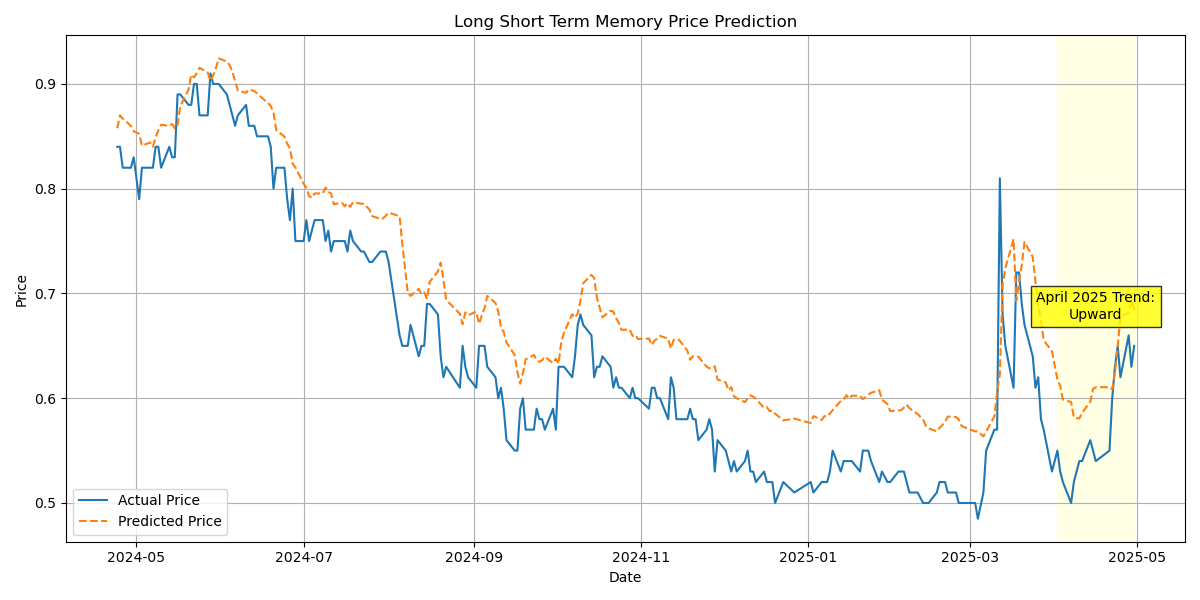 Long Short Term Memory Price Prediction
Price
0.9
0.8
0.7
0.6
0.5
April 2025 Trend:
Upward
Actual Price
Predicted Price
2024-05
2024-07
2024-09
2024-11
2025-01
2025-03
2025-05
Date